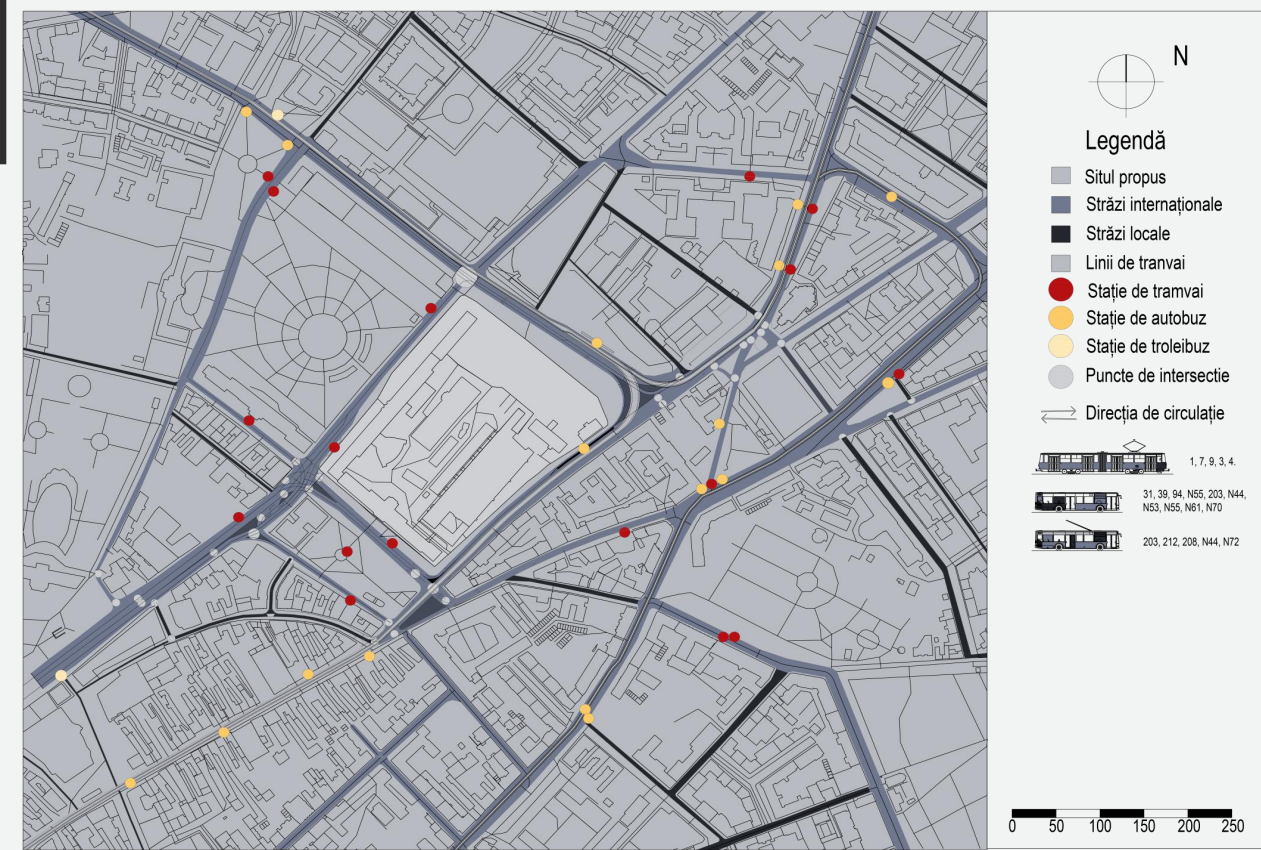 N
Legendă
Situl propus
Străzi internaționale
Străzi locale
Linii de tranvai
Stație de tramvai
Stație de autobuz
Stație de troleibuz
Puncte de intersectie
Direcția de circulație
1, 7, 9, 3, 4.
31, 39, 94, N55, 203, N44,
N53, N55, N61, N70
203, 212, 208, N44, N72
0 50 100 150 200 250